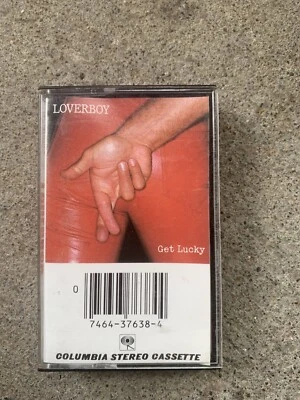 LOVERBOY
Get Lucky
0
7464-37638-4
COLUMBIA STEREO CASSETTE